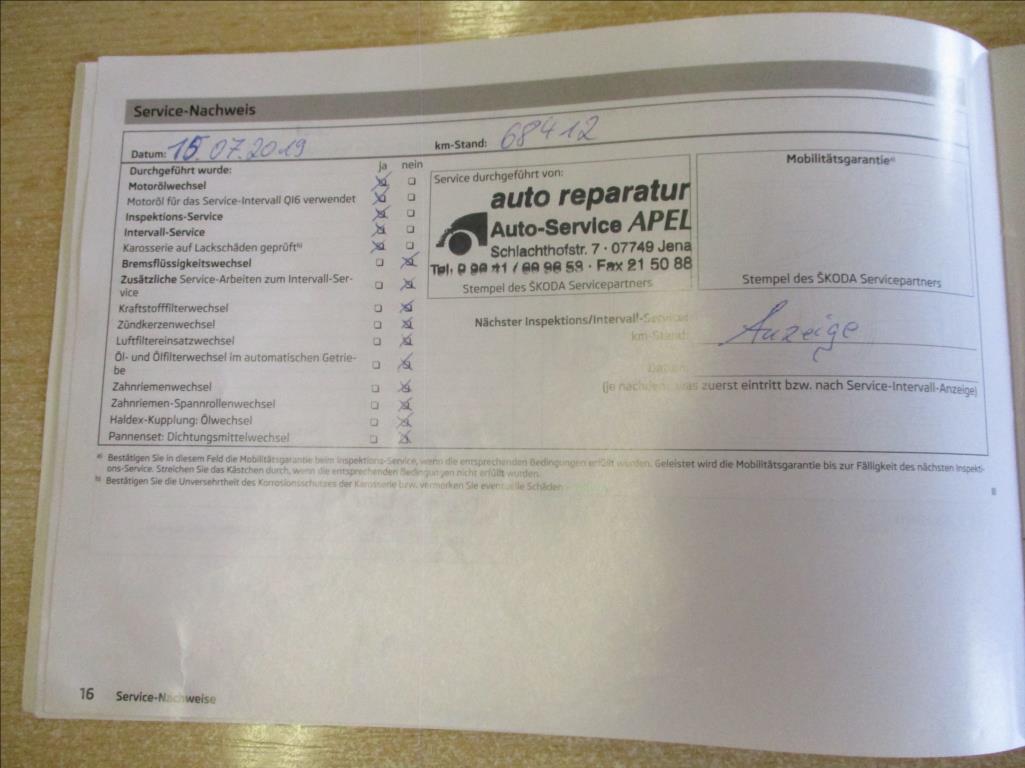 Service-Nachweis
Datum: 15.07.2019
km-Stand: 68412
Durchgeführt wurde:
ja nein
Motorölwechsel
Motoröl für das Service-Intervall QI6 verwendet
Inspektions-Service
Intervall-Service
Karosserie auf Lackschäden geprüft b)
Bremsflüssigkeitswechsel
Zusätzliche Service-Arbeiten zum Intervall-Ser-
vice
Kraftstofffilterwechsel
Zündkerzenwechsel
Luftfiltereinsatzwechsel
Öl- und Ölfilterwechsel im automatischen Getrie-
be
Zahnriemenwechsel
Zahnriemen-Spannrollenwechsel
Haldex-Kupplung: Ölwechsel
Pannenset: Dichtungsmittelwechsel
Service durchgeführt von:
auto reparatur
Auto-Service APEL
Schlachthofstr. 7 · 07749 Jena
Fax 21 50 88
Stempel des ŠKODA Servicepartners
Mobilitätsgarantie a)
Stempel des ŠKODA Servicepartners
Nächster Inspektions/Intervall-Service:
km-Stand: Anzeige
Datum:
(je nachdem, was zuerst eintritt bzw. nach Service-Intervall-Anzeige)
a) Bestätigen Sie in diesem Feld die Mobilitätsgarantie beim Inspektions-Service, wenn die entsprechenden Bedingungen erfüllt wurden. Geleistet wird die Mobilitätsgarantie bis zur Fälligkeit des nächsten Inspekti-
ons-Service. Streichen Sie das Kästchen durch, wenn die entsprechenden Bedingungen nicht erfüllt wurden.
b) Bestätigen Sie die Unversehrtheit des Korrosionsschutzes der Karosserie bzw. vermerken Sie eventuelle Schäden
16 Service-Nachweise